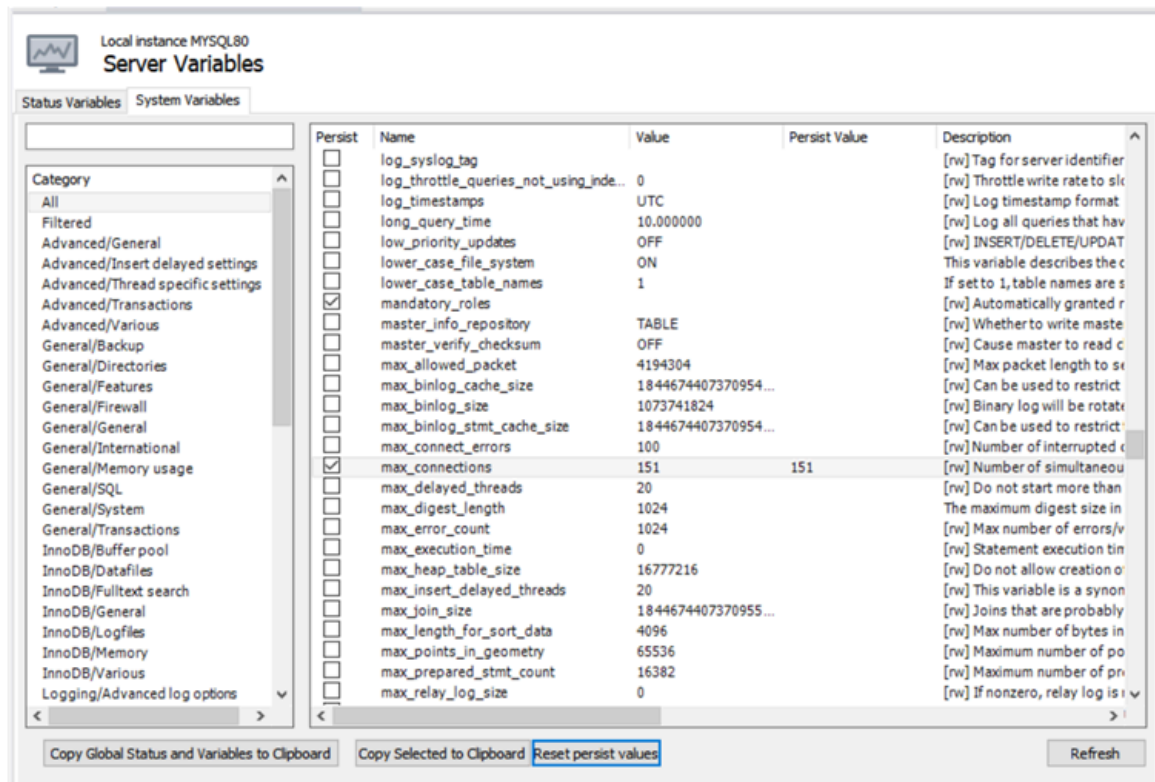 Local instance MYSQL80
Server Variables
Status Variables System Variables
Category
All
Filtered
Advanced/General
Advanced/Insert delayed settings
Advanced/Thread specific settings
Advanced/Transactions
Advanced/Various
General/Backup
General/Directories
General/Features
General/Firewall
General/General
General/International
General/Memory usage
General/SQL
General/System
General/Transactions
InnoDB/Buffer pool
InnoDB/Datafiles
InnoDB/Fulltext search
InnoDB/General
InnoDB/Logfiles
InnoDB/Memory
InnoDB/Various
Logging/Advanced log options
Persist Name Value Persist Value Description
log_syslog_tag [rw] Tag for server identifier
log_throttle_queries_not_using_inde... 0 [rw] Throttle write rate to slo
log_timestamps UTC [rw] Log timestamp format
long_query_time 10.000000 [rw] Log all queries that hav
low_priority_updates OFF [rw] INSERT/DELETE/UPDAT
lower_case_file_system ON This variable describes the c
lower_case_table_names 1 If set to 1,table names are s
mandatory_roles [rw] Automatically granted r
master_info_repository TABLE [rw] Whether to write maste
master_verify_checksum OFF [rw] Cause master to read c
max_allowed_packet 4194304 [rw] Max packet length to se
max_binlog_cache_size 1844674407370954... [rw] Can be used to restrict
max_binlog_size 1073741824 [rw] Binary log will be rotate
max_binlog_stmt_cache_size 1844674407370954... [rw] Can be used to restrict
max_connect_errors 100 [rw] Number of interrupted c
max_connections 151 151 [rw] Number of simultaneou
max_delayed_threads 20 [rw] Do not start more than
max_digest_length 1024 The maximum digest size in
max_error_count 1024 [rw] Max number of errors/w
max_execution_time 0 [rw] Statement execution tim
max_heap_table_size 16777216 [rw] Do not allow creation o
max_insert_delayed_threads 20 [rw] This variable is a synon
max_join_size 1844674407370955... [rw] Joins that are probably
max_length_for_sort_data 4096 [rw] Max number of bytes in
max_points_in_geometry 65536 [rw] Maximum number of po
max_prepared_stmt_count 16382 [rw] Maximum number of pre
max_relay_log_size 0 [rw] If nonzero, relay log is
Copy Global Status and Variables to Clipboard Copy Selected to Clipboard Reset persist values Refresh